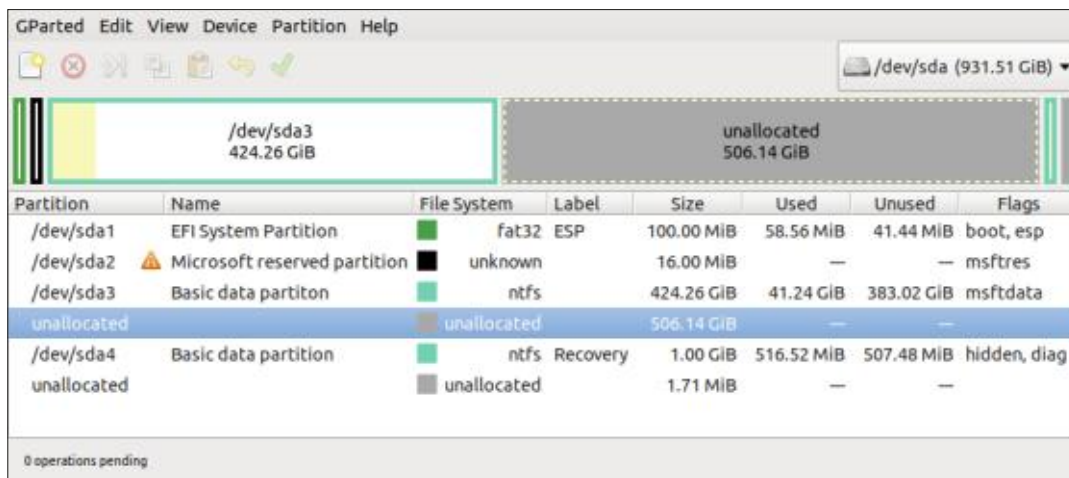 GParted Edit View Device Partition Help
/dev/sda (931.51 GiB)
/dev/sda3
424.26 GiB
unallocated
506.14 GiB
Partition Name File System Label Size Used Unused Flags
/dev/sda1 EFI System Partition fat32 ESP 100.00 MiB 58.56 MiB 41.44 MiB boot, esp
/dev/sda2 Microsoft reserved partition unknown 16.00 MiB — — msftres
/dev/sda3 Basic data partiton ntfs 424.26 GiB 41.24 GiB 383.02 GiB msftdata
unallocated unallocated 506.14 GiB — —
/dev/sda4 Basic data partition ntfs Recovery 1.00 GiB 516.52 MiB 507.48 MiB hidden, diag
unallocated unallocated 1.71 MiB — —
0 operations pending